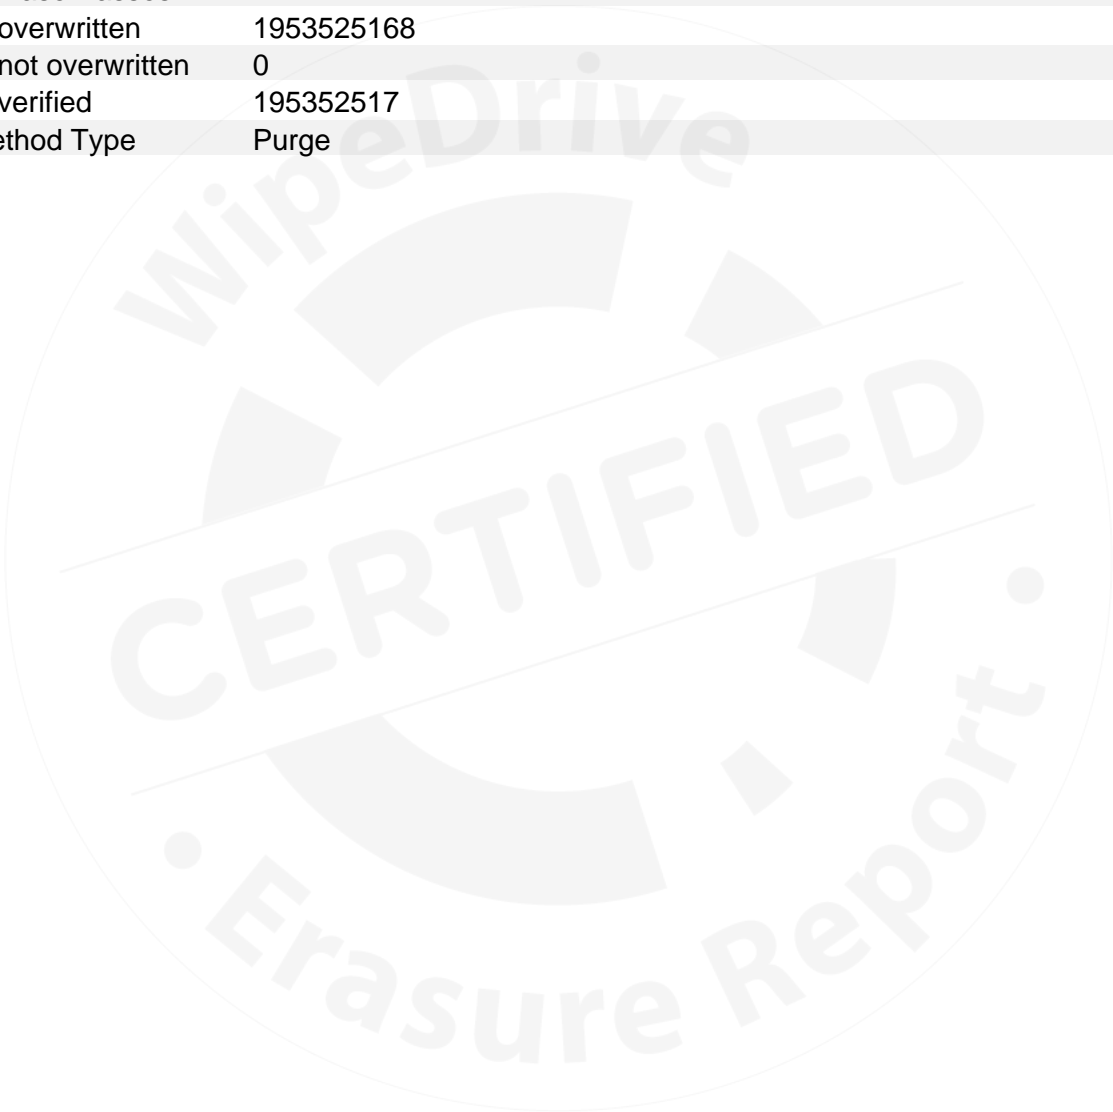 overwritten 1953525168
not overwritten 0
verified 195352517
ethod Type Purge
WipeDrive
CERTIFIED
• Erasure Report •